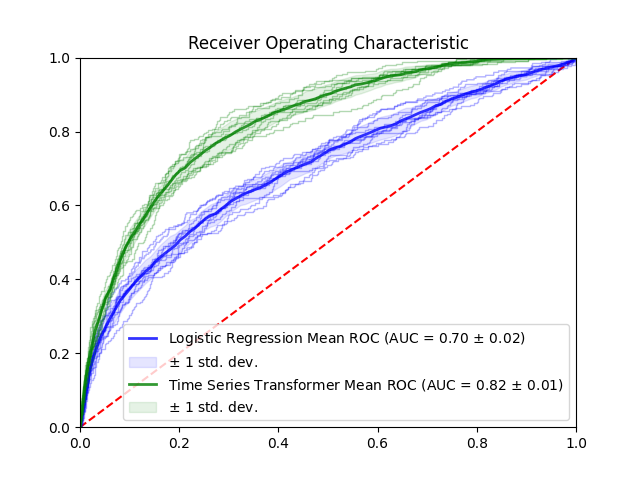 Receiver Operating Characteristic
1.0
0.8
0.6
0.4
0.2
0.0
Logistic Regression Mean ROC (AUC = 0.70 ± 0.02)
± 1 std. dev.
Time Series Transformer Mean ROC (AUC = 0.82 ± 0.01)
± 1 std. dev.
0.0 0.2 0.4 0.6 0.8 1.0